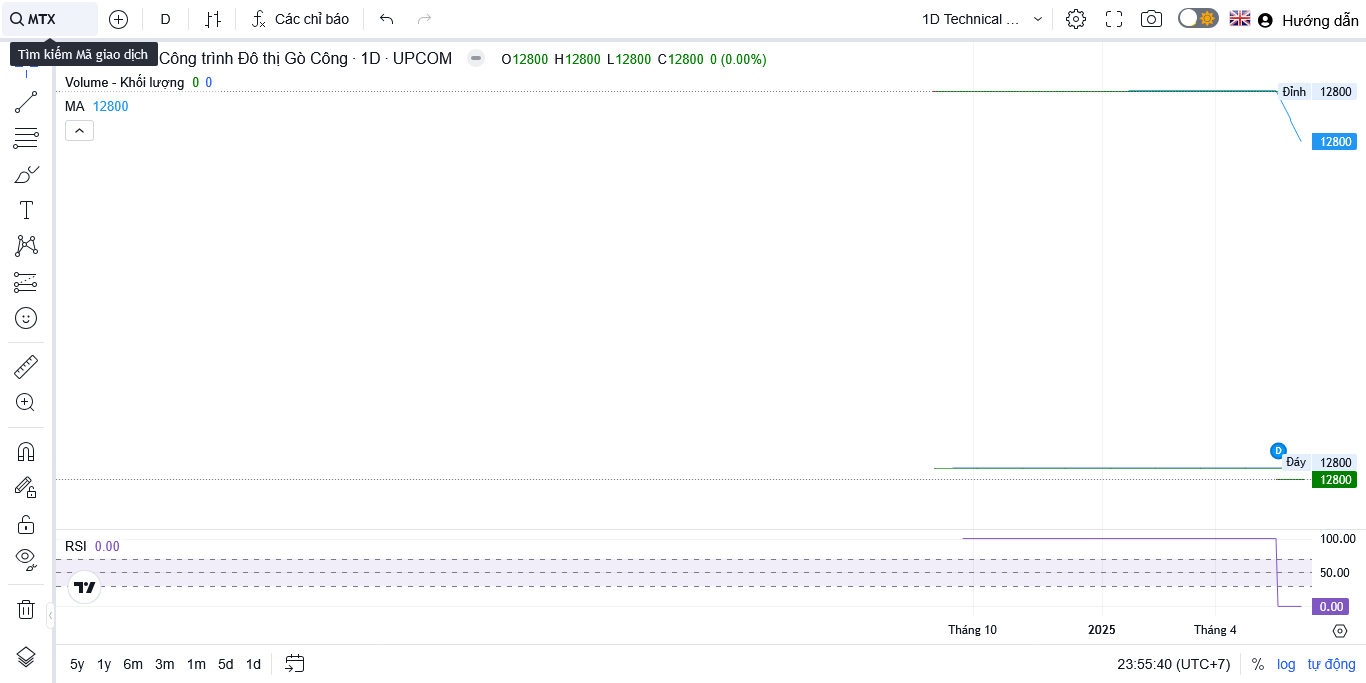 MTX
D
Các chỉ báo
1D Technical ...
Hướng dẫn
Tìm kiếm Mã giao dịch
Công trình Đô thị Gò Công · 1D · UPCOM
O12800 H12800 L12800 C12800 0 (0.00%)
Volume - Khối lượng 0 0
MA 12800
Đỉnh 12800
12800
D
Đáy 12800
12800
RSI 0.00
100.00
50.00
0.00
Tháng 10 2025 Tháng 4
5y 1y 6m 3m 1m 5d 1d
23:55:40 (UTC+7) % log tự động